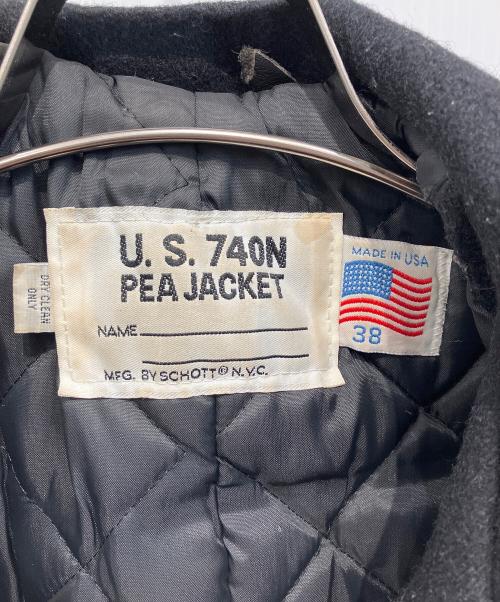 U. S. 740N
PEA JACKET
NAME
MFG. BY SCHOTT® N.Y.C.
DRY CLEAN
ONLY
MADE IN USA
38